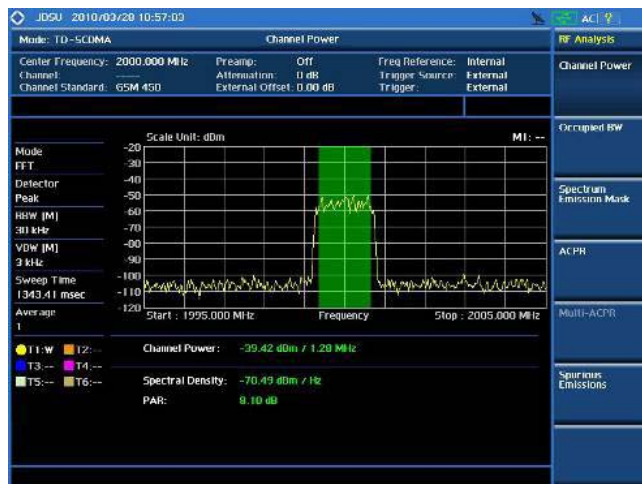 JDSU 2010/03/20 10:57:03 AC
Mode: TD-SCDMA Channel Power RF Analysis
Center Frequency: 2000.000 MHz Preamp: Off Freq Reference: Internal
Channel: ----- Attenuation: 0 dB Trigger Source: External
Channel Standard: GSM 450 External Offset: 0.00 dB Trigger: External
Channel Power
Occupied BW
Spectrum Emission Mask
ACPR
Multi-ACPR
Spurious Emissions
Scale Unit: dBm M1: --
Mode
FFT
Detector
Peak
RBW [M]
30 kHz
VBW [M]
3 kHz
Sweep Time
1343.41 msec
Average
1
-20
-30
-40
-50
-60
-70
-80
-90
-100
-110
-120
Start : 1995.000 MHz Frequency Stop : 2005.000 MHz
T1:W T2:--
T3:-- T4:--
T5:-- T6:--
Channel Power: -39.42 dBm / 1.28 MHz
Spectral Density: -70.49 dBm / Hz
PAR: 9.10 dB